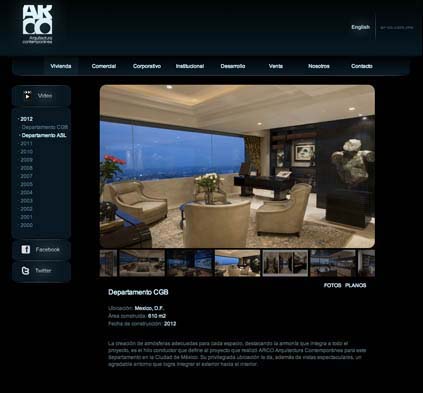 ARCO
Arquitectura
contemporánea
English
ar-co.com.mx
Vivienda Comercial Corporativo Institucional Desarrollo Venta Nosotros Contacto
Video
· 2012
· Departamento CGB
· Departamento ASL
· 2011
· 2010
· 2009
· 2008
· 2007
· 2005
· 2004
· 2003
· 2002
· 2001
· 2000
Facebook
Twitter
FOTOS PLANOS
Departamento CGB
Ubicación: Mexico, D.F.
Área construida: 610 m2
Fecha de construcción: 2012
La creación de atmósferas adecuadas para cada espacio, destacando la armonía que integra a todo el
proyecto, es el hilo conductor que define al proyecto que realizó ARCO Arquitectura Contemporánea para este
departamento en la Ciudad de México. Su privilegiada ubicación le da, además de vistas espectaculares, un
agradable entorno que logra integrar el exterior hasta el interior.